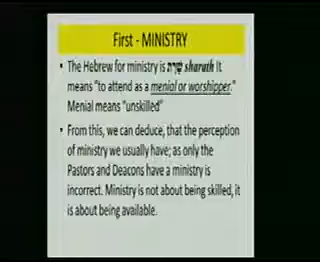 First - MINISTRY
• The Hebrew for ministry is שָׁרַת sharath It
means "to attend as a menial or worshipper."
Menial means "unskilled"
• From this, we can deduce, that the perception
of ministry we usually have; as only the
Pastors and Deacons have a ministry is
incorrect. Ministry is not about being skilled, it
is about being available.